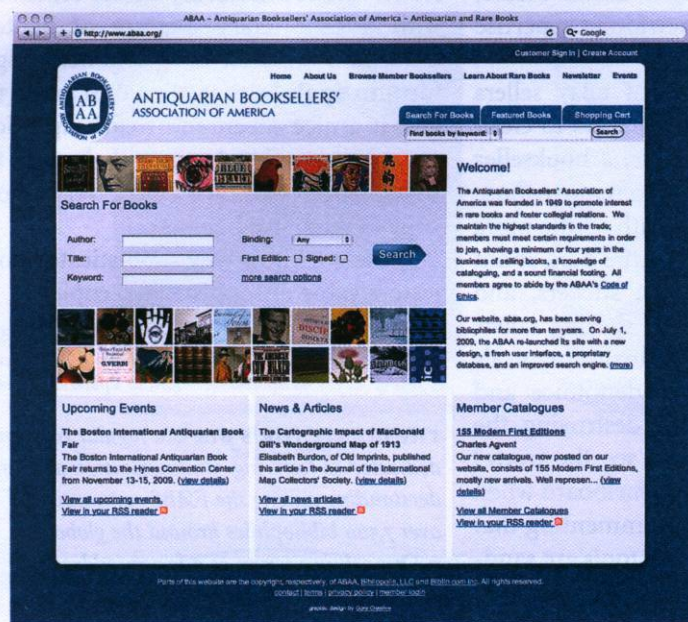 ABAA – Antiquarian Booksellers' Association of America – Antiquarian and Rare Books
http://www.abaa.org/
Google
Customer Sign In | Create Account
Home About Us Browse Member Booksellers Learn About Rare Books Newsletter Events
ANTIQUARIAN BOOKSELLERS' ASSOCIATION OF AMERICA
AB
AA
ANTIQUARIAN BOOKSELLERS'
ASSOCIATION OF AMERICA
Search For Books Featured Books Shopping Cart
Find books by keyword: Search
Search For Books
Author:
Title:
Keyword:
Binding: Any
First Edition: Signed:
more search options
Search
Welcome!
The Antiquarian Booksellers' Association of
America was founded in 1949 to promote interest
in rare books and foster collegial relations. We
maintain the highest standards in the trade;
members must meet certain requirements in order
to join, showing a minimum or four years in the
business of selling books, a knowledge of
cataloguing, and a sound financial footing. All
members agree to abide by the ABAA's Code of
Ethics.
Our website, abaa.org, has been serving
bibliophiles for more than ten years. On July 1,
2009, the ABAA re-launched its site with a new
design, a fresh user interface, a proprietary
database, and an improved search engine. (more)
Upcoming Events
The Boston International Antiquarian Book
Fair
The Boston International Antiquarian Book
Fair returns to the Hynes Convention Center
from November 13-15, 2009. (view details)
View all upcoming events.
View in your RSS reader
News & Articles
The Cartographic Impact of MacDonald
Gill's Wonderground Map of 1913
Elisabeth Burdon, of Old Imprints, published
this article in the Journal of the International
Map Collectors' Society. (view details)
View all news articles.
View in your RSS reader
Member Catalogues
155 Modern First Editions
Charles Agvent
Our new catalogue, now posted on our
website, consists of 155 Modern First Editions,
mostly new arrivals. Well represen... (view
details)
View all Member Catalogues
View in your RSS reader
Parts of this website are the copyright, respectively, of ABAA, Bibliopolis, LLC and Biblio.com Inc. All rights reserved.
contact | terms | privacy policy | member login